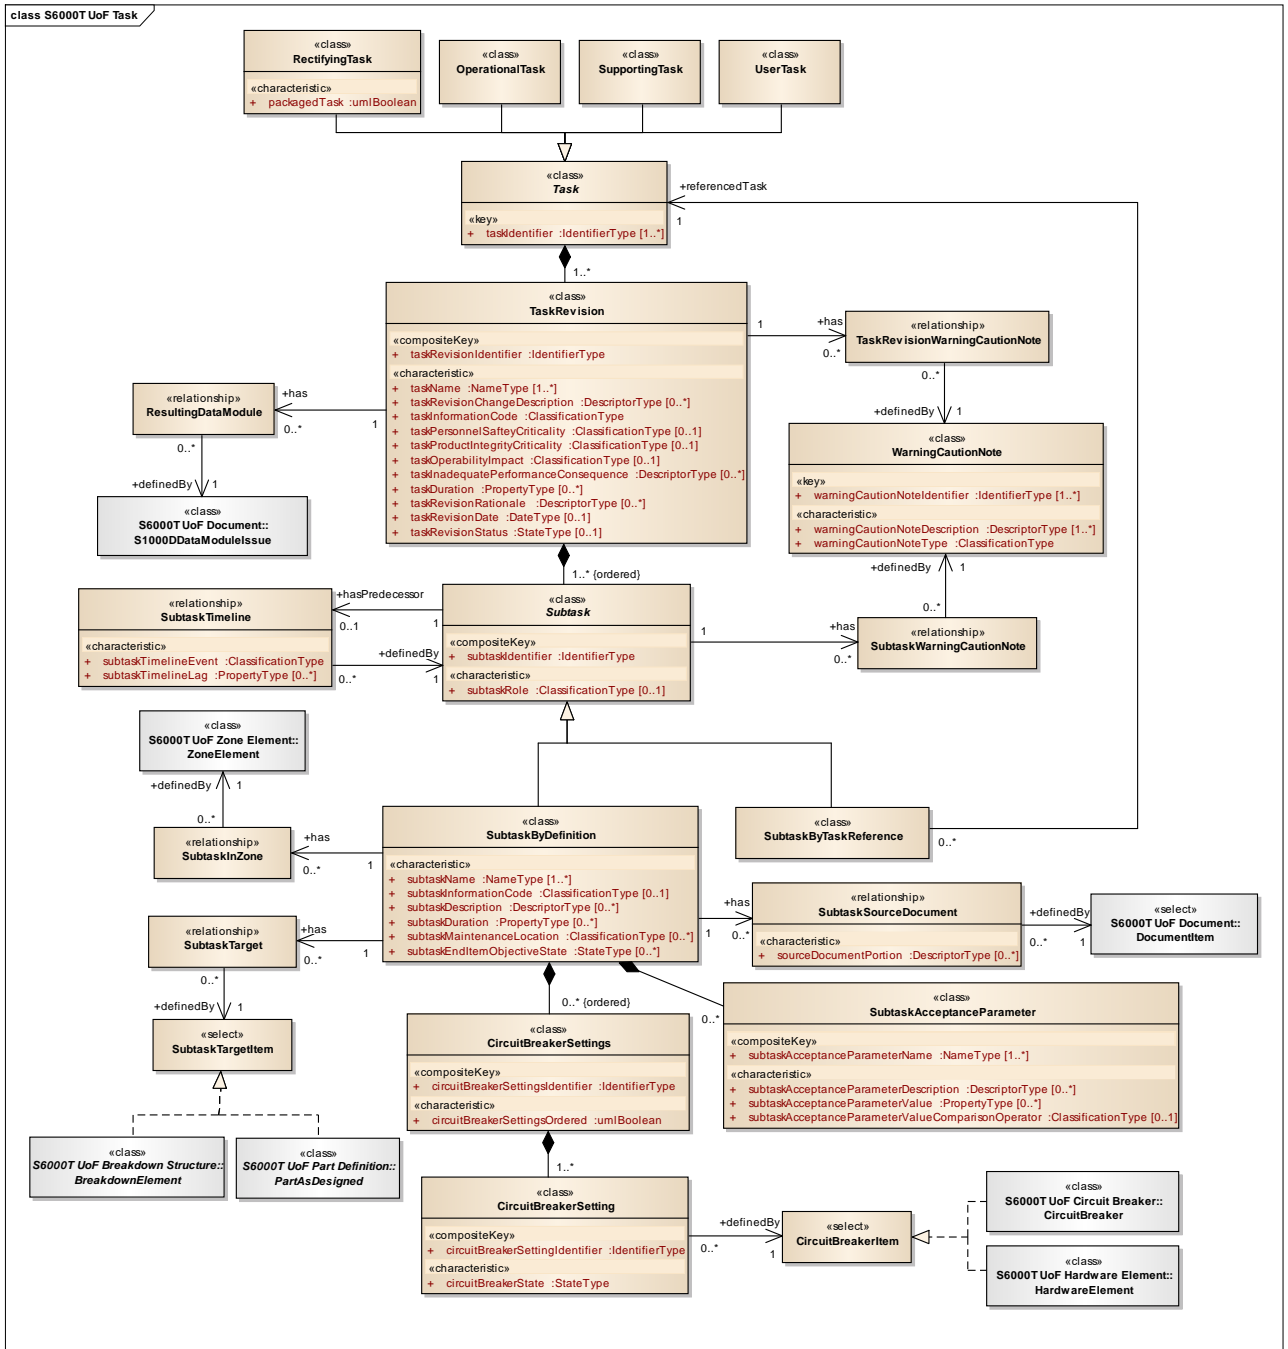 class S6000T UoF Task
«class»
RectifyingTask
«characteristic»
+ packagedTask :umlBoolean
«class»
OperationalTask
«class»
SupportingTask
«class»
UserTask
«class»
Task
«key»
+ taskIdentifier :IdentifierType [1..*]
+referencedTask
1
1..*
«class»
TaskRevision
«compositeKey»
+ taskRevisionIdentifier :IdentifierType
«characteristic»
+ taskName :NameType [1..*]
+ taskRevisionChangeDescription :DescriptorType [0..*]
+ taskInformationCode :ClassificationType
+ taskPersonnelSafteyCriticality :ClassificationType [0..1]
+ taskProductIntegrityCriticality :ClassificationType [0..1]
+ taskOperabilityImpact :ClassificationType [0..1]
+ taskInadequatePerformanceConsequence :DescriptorType [0..*]
+ taskDuration :PropertyType [0..*]
+ taskRevisionRationale :DescriptorType [0..*]
+ taskRevisionDate :DateType [0..1]
+ taskRevisionStatus :StateType [0..1]
1
+has
0..*
«relationship»
TaskRevisionWarningCautionNote
0..*
+definedBy
1
«class»
WarningCautionNote
«key»
+ warningCautionNoteIdentifier :IdentifierType [1..*]
«characteristic»
+ warningCautionNoteDescription :DescriptorType [1..*]
+ warningCautionNoteType :ClassificationType
+definedBy
1
0..*
«relationship»
SubtaskWarningCautionNote
1
+has
0..*
«relationship»
ResultingDataModule
+has
0..*
1
0..*
+definedBy
1
«class»
S6000T UoF Document::
S1000DDataModuleIssue
1..* {ordered}
«class»
Subtask
«compositeKey»
+ subtaskIdentifier :IdentifierType
«characteristic»
+ subtaskRole :ClassificationType [0..1]
«relationship»
SubtaskTimeline
«characteristic»
+ subtaskTimelineEvent :ClassificationType
+ subtaskTimelineLag :PropertyType [0..*]
+hasPredecessor
0..1
1
+definedBy
0..*
1
«class»
S6000T UoF Zone Element::
ZoneElement
+definedBy
1
0..*
«relationship»
SubtaskInZone
+has
0..*
1
«class»
SubtaskByDefinition
«characteristic»
+ subtaskName :NameType [1..*]
+ subtaskInformationCode :ClassificationType [0..1]
+ subtaskDescription :DescriptorType [0..*]
+ subtaskDuration :PropertyType [0..*]
+ subtaskMaintenanceLocation :ClassificationType [0..*]
+ subtaskEndItemObjectiveState :StateType [0..*]
«class»
SubtaskByTaskReference
0..*
«relationship»
SubtaskTarget
+has
0..*
1
0..*
+definedBy
1
«select»
SubtaskTargetItem
«class»
S6000T UoF Breakdown Structure::
BreakdownElement
«class»
S6000T UoF Part Definition::
PartAsDesigned
+has
1
0..*
«relationship»
SubtaskSourceDocument
«characteristic»
+ sourceDocumentPortion :DescriptorType [0..*]
+definedBy
0..*
1
«select»
S6000T UoF Document::
DocumentItem
0..*
«class»
SubtaskAcceptanceParameter
«compositeKey»
+ subtaskAcceptanceParameterName :NameType [1..*]
«characteristic»
+ subtaskAcceptanceParameterDescription :DescriptorType [0..*]
+ subtaskAcceptanceParameterValue :PropertyType [0..*]
+ subtaskAcceptanceParameterValueComparisonOperator :ClassificationType [0..1]
0..* {ordered}
«class»
CircuitBreakerSettings
«compositeKey»
+ circuitBreakerSettingsIdentifier :IdentifierType
«characteristic»
+ circuitBreakerSettingsOrdered :umlBoolean
1..*
«class»
CircuitBreakerSetting
«compositeKey»
+ circuitBreakerSettingIdentifier :IdentifierType
«characteristic»
+ circuitBreakerState :StateType
+definedBy
0..*
1
«select»
CircuitBreakerItem
«class»
S6000T UoF Circuit Breaker::
CircuitBreaker
«class»
S6000T UoF Hardware Element::
HardwareElement